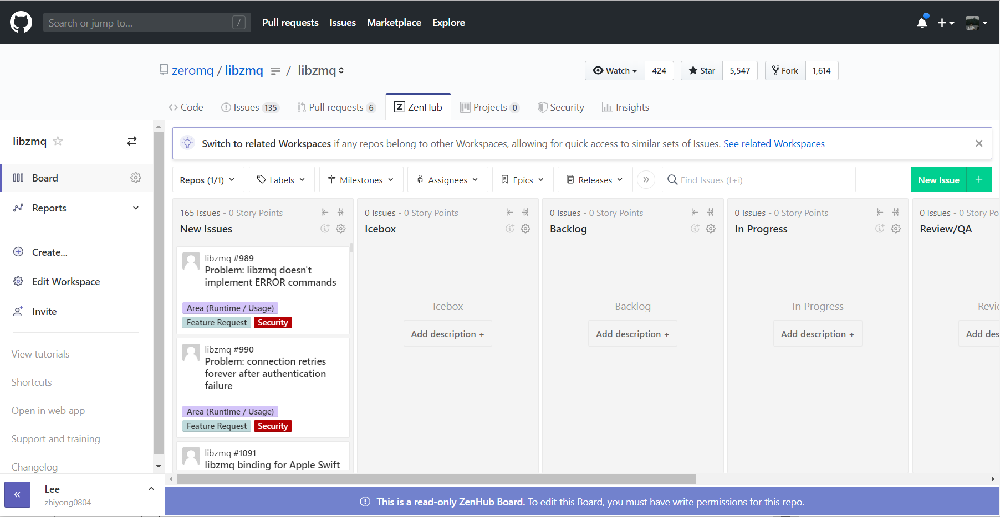 Search or jump to...
/
Pull requests
Issues
Marketplace
Explore
zeromq / libzmq / libzmq
Watch 424
Star 5,547
Fork 1,614
Code
Issues 135
Pull requests 6
Z ZenHub
Projects 0
Security
Insights
libzmq
Board
Reports
Create...
Edit Workspace
Invite
View tutorials
Shortcuts
Open in web app
Support and training
Changelog
«
Lee
zhiyong0804
Switch to related Workspaces if any repos belong to other Workspaces, allowing for quick access to similar sets of Issues. See related Workspaces
Repos (1/1)
Labels
Milestones
Assignees
Epics
Releases
»
Find Issues (f+i)
New Issue +
165 Issues - 0 Story Points
New Issues
libzmq #989
Problem: libzmq doesn't
implement ERROR commands
Area (Runtime / Usage)
Feature Request Security
libzmq #990
Problem: connection retries
forever after authentication
failure
Area (Runtime / Usage)
Feature Request Security
libzmq #1091
libzmq binding for Apple Swift
0 Issues - 0 Story Points
Icebox
Icebox
Add description +
0 Issues - 0 Story Points
Backlog
Backlog
Add description +
0 Issues - 0 Story Points
In Progress
In Progress
Add description +
0 Issues - 0 Story Po
Review/QA
Revi
Add des
This is a read-only ZenHub Board. To edit this Board, you must have write permissions for this repo.